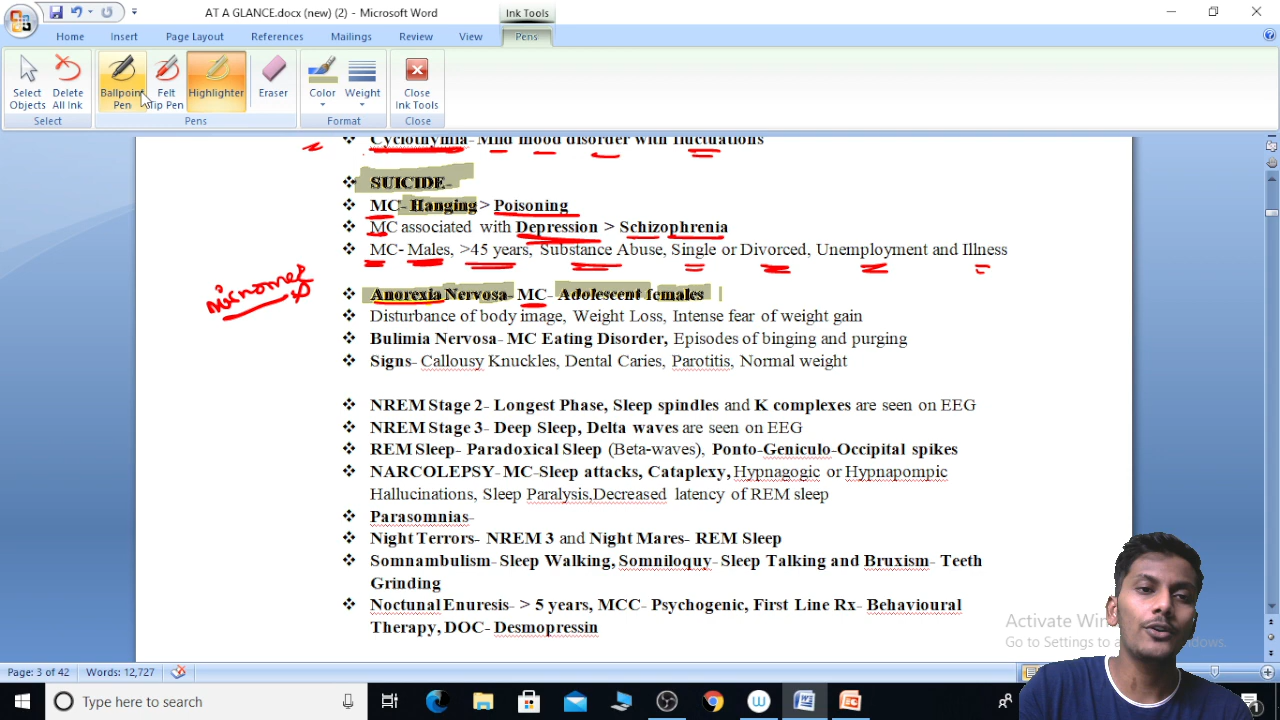 AT A GLANCE.docx (new) (2) - Microsoft Word
Ink Tools
Home Insert Page Layout References Mailings Review View Pens
Select Objects
Delete All Ink
Ballpoint Pen
Felt Tip Pen
Highlighter
Eraser
Color
Weight
Close Ink Tools
Select Pens Format Close
Cyclothymia- Mild mood disorder with fluctuations
SUICIDE-
MC- Hanging > Poisoning
MC associated with Depression > Schizophrenia
MC- Males, >45 years, Substance Abuse, Single or Divorced, Unemployment and Illness
Anorexia Nervosa- MC- Adolescent females
Disturbance of body image, Weight Loss, Intense fear of weight gain
Bulimia Nervosa- MC Eating Disorder, Episodes of binging and purging
Signs- Callousy Knuckles, Dental Caries, Parotitis, Normal weight
NREM Stage 2- Longest Phase, Sleep spindles and K complexes are seen on EEG
NREM Stage 3- Deep Sleep, Delta waves are seen on EEG
REM Sleep- Paradoxical Sleep (Beta-waves), Ponto-Geniculo-Occipital spikes
NARCOLEPSY- MC-Sleep attacks, Cataplexy, Hypnagogic or Hypnapompic
Hallucinations, Sleep Paralysis,Decreased latency of REM sleep
Parasomnias-
Night Terrors- NREM 3 and Night Mares- REM Sleep
Somnambulism- Sleep Walking, Somniloquy- Sleep Talking and Bruxism- Teeth
Grinding
Noctunal Enuresis- > 5 years, MCC- Psychogenic, First Line Rx- Behavioural
Therapy, DOC- Desmopressin
Page: 3 of 42 Words: 12,727
Type here to search